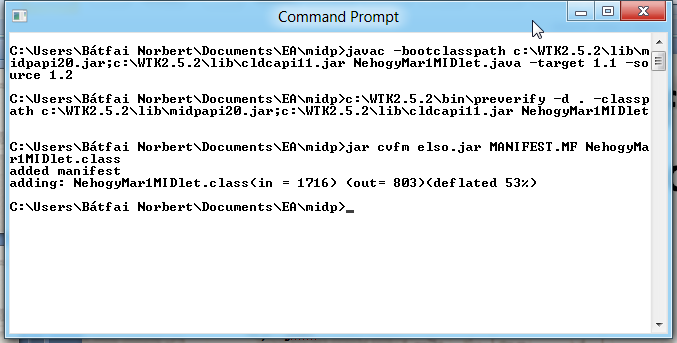 Command Prompt
C:\Users\Bátfai Norbert\Documents\EA\midp>javac -bootclasspath c:\WTK2.5.2\lib\m
idpapi20.jar;c:\WTK2.5.2\lib\cldcapi11.jar NehogyMar1MIDlet.java -target 1.1 -so
urce 1.2
C:\Users\Bátfai Norbert\Documents\EA\midp>c:\WTK2.5.2\bin\preverify -d . -classp
ath c:\WTK2.5.2\lib\midpapi20.jar;c:\WTK2.5.2\lib\cldcapi11.jar NehogyMar1MIDlet
C:\Users\Bátfai Norbert\Documents\EA\midp>jar cvfm elso.jar MANIFEST.MF NehogyMa
r1MIDlet.class
added manifest
adding: NehogyMar1MIDlet.class(in = 1716) (out= 803)(deflated 53%)
C:\Users\Bátfai Norbert\Documents\EA\midp>_